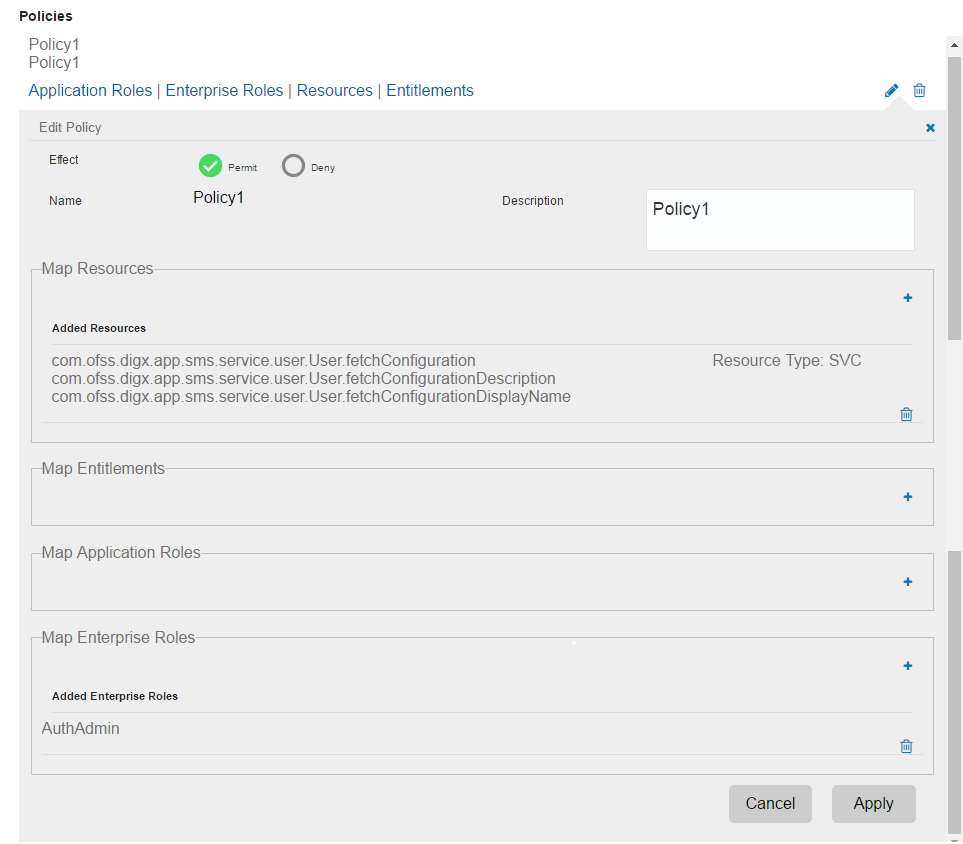 Policies
Policy1
Policy1
Application Roles | Enterprise Roles | Resources | Entitlements
Edit Policy
Effect Permit Deny
Name Policy1 Description Policy1
Map Resources
Added Resources
com.ofss.digx.app.sms.service.user.User.fetchConfiguration Resource Type: SVC
com.ofss.digx.app.sms.service.user.User.fetchConfigurationDescription
com.ofss.digx.app.sms.service.user.User.fetchConfigurationDisplayName
Map Entitlements
Map Application Roles
Map Enterprise Roles
Added Enterprise Roles
AuthAdmin
Cancel Apply